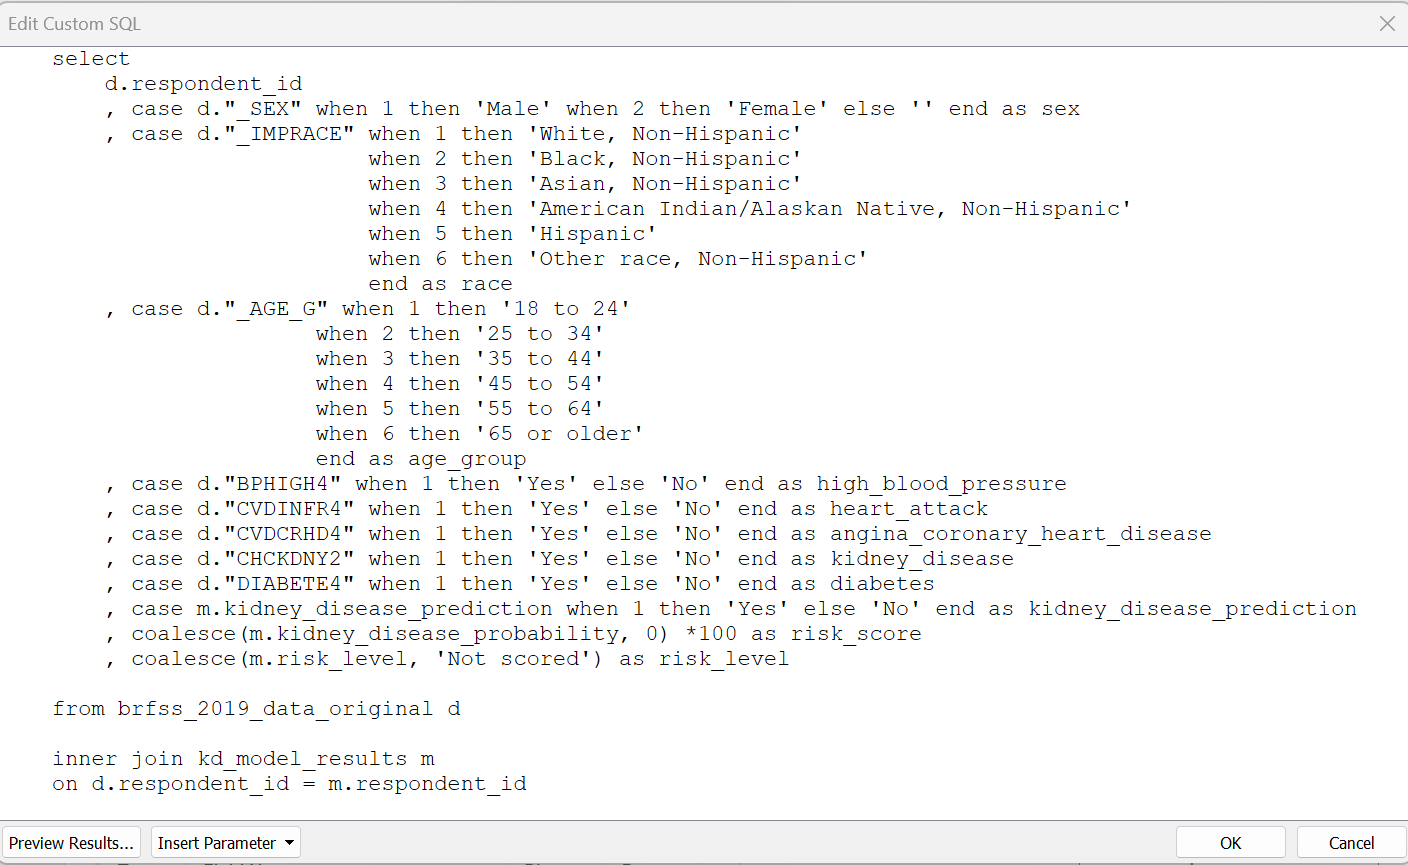 Edit Custom SQL
select
d.respondent_id
, case d."_SEX" when 1 then 'Male' when 2 then 'Female' else '' end as sex
, case d."_IMPRACE" when 1 then 'White, Non-Hispanic'
when 2 then 'Black, Non-Hispanic'
when 3 then 'Asian, Non-Hispanic'
when 4 then 'American Indian/Alaskan Native, Non-Hispanic'
when 5 then 'Hispanic'
when 6 then 'Other race, Non-Hispanic'
end as race
, case d."_AGE_G" when 1 then '18 to 24'
when 2 then '25 to 34'
when 3 then '35 to 44'
when 4 then '45 to 54'
when 5 then '55 to 64'
when 6 then '65 or older'
end as age_group
, case d."BPHIGH4" when 1 then 'Yes' else 'No' end as high_blood_pressure
, case d."CVDINFR4" when 1 then 'Yes' else 'No' end as heart_attack
, case d."CVDCRHD4" when 1 then 'Yes' else 'No' end as angina_coronary_heart_disease
, case d."CHCKDNY2" when 1 then 'Yes' else 'No' end as kidney_disease
, case d."DIABETE4" when 1 then 'Yes' else 'No' end as diabetes
, case m.kidney_disease_prediction when 1 then 'Yes' else 'No' end as kidney_disease_prediction
, coalesce(m.kidney_disease_probability, 0) *100 as risk_score
, coalesce(m.risk_level, 'Not scored') as risk_level
from brfss_2019_data_original d
inner join kd_model_results m
on d.respondent_id = m.respondent_id
Preview Results... Insert Parameter OK Cancel